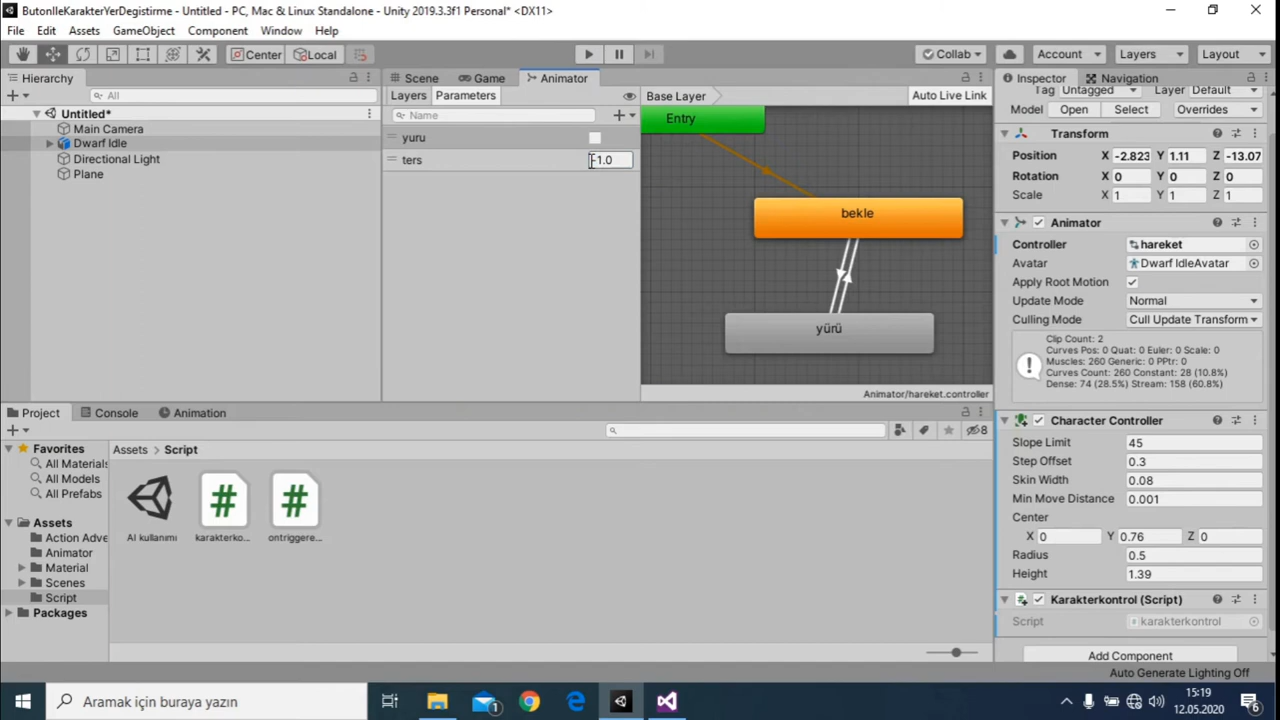 ButonIleKarakterYerDegistirme - Untitled - PC, Mac & Linux Standalone - Unity 2019.3.3f1 Personal* <DX11>
File Edit Assets GameObject Component Window Help
Center Local Collab Account Layers Layout
Hierarchy
All
Untitled*
Main Camera
Dwarf Idle
Directional Light
Plane
Scene Game Animator
Layers Parameters Base Layer Auto Live Link
Name
yuru
ters -1.0
Entry
bekle
yürü
Animator/hareket.controller
Inspector Navigation
Tag Untagged Layer Default
Model Open Select Overrides
Transform
Position X -2.823 Y 1.11 Z -13.07
Rotation X 0 Y 0 Z 0
Scale X 1 Y 1 Z 1
Animator
Controller hareket
Avatar Dwarf IdleAvatar
Apply Root Motion
Update Mode Normal
Culling Mode Cull Update Transform
Clip Count: 2
Curves Pos: 0 Quat: 0 Euler: 0 Scale: 0
Muscles: 260 Generic: 0 PPtr: 0
Curves Count: 260 Constant: 28 (10.8%)
Dense: 74 (28.5%) Stream: 158 (60.8%)
Character Controller
Slope Limit 45
Step Offset 0.3
Skin Width 0.08
Min Move Distance 0.001
Center
X 0 Y 0.76 Z 0
Radius 0.5
Height 1.39
Karakterkontrol (Script)
Script karakterkontrol
Add Component
Auto Generate Lighting Off
Project Console Animation
8
Favorites
All Materials
All Models
All Prefabs
Assets
Action Adve
Animator
Material
Scenes
Script
Packages
Assets Script
AI kullanımı karakterko... ontriggere...
Aramak için buraya yazın
1
15:19
12.05.2020
6